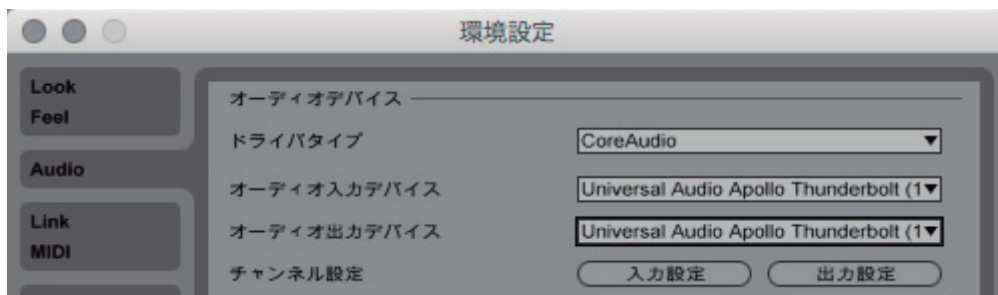 環境設定
Look
Feel
Audio
Link
MIDI
オーディオデバイス
ドライバタイプ CoreAudio
オーディオ入力デバイス Universal Audio Apollo Thunderbolt (1
オーディオ出力デバイス Universal Audio Apollo Thunderbolt (1
チャンネル設定 入力設定 出力設定